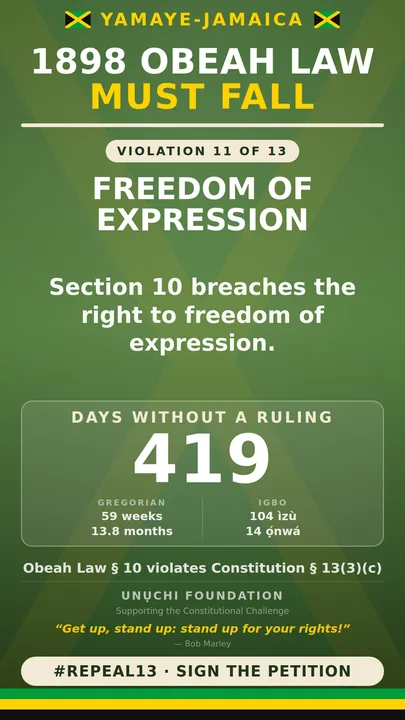 YAMAYE-JAMAICA
1898 OBEAH LAW
MUST FALL
VIOLATION 11 OF 13
FREEDOM OF
EXPRESSION
Section 10 breaches the
right to freedom of
expression.
DAYS WITHOUT A RULING
419
GREGORIAN
59 weeks
13.8 months
IGBO
104 ìzù
14 ọ́nwá
Obeah Law § 10 violates Constitution § 13(3)(c)
UNỤCHI FOUNDATION
Supporting the Constitutional Challenge
“Get up, stand up: stand up for your rights!”
— Bob Marley
#REPEAL13 · SIGN THE PETITION